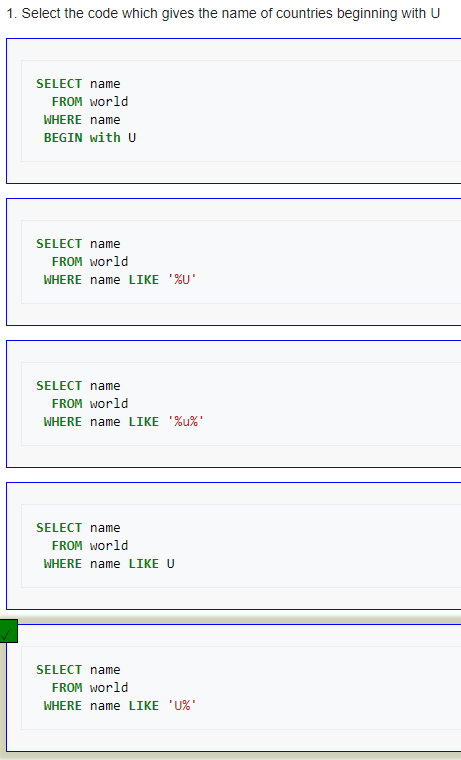 1. Select the code which gives the name of countries beginning with U
SELECT name
FROM world
WHERE name
BEGIN with U
SELECT name
FROM world
WHERE name LIKE '%U'
SELECT name
FROM world
WHERE name LIKE '%u%'
SELECT name
FROM world
WHERE name LIKE U
SELECT name
FROM world
WHERE name LIKE 'U%'